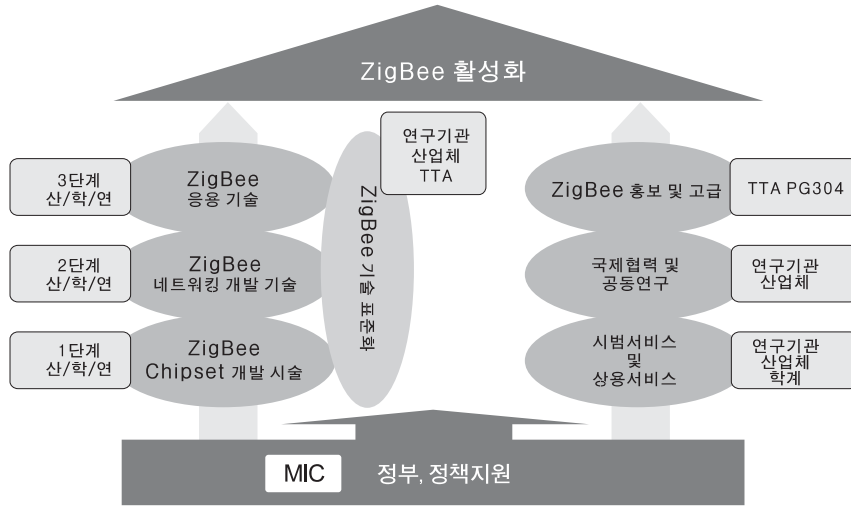 ZigBee 활성화
연구기관
산업체
TTA
3단계
산/학/연
ZigBee
응용 기술
ZigBee 홍보 및 고급
TTA PG304
ZigBee 기술 표준화
2단계
산/학/연
ZigBee
네트워킹 개발 기술
국제협력 및
공동연구
연구기관
산업체
1단계
산/학/연
ZigBee
Chipset 개발 시술
시범서비스
및
상용서비스
연구기관
산업체
학계
MIC
정부, 정책지원